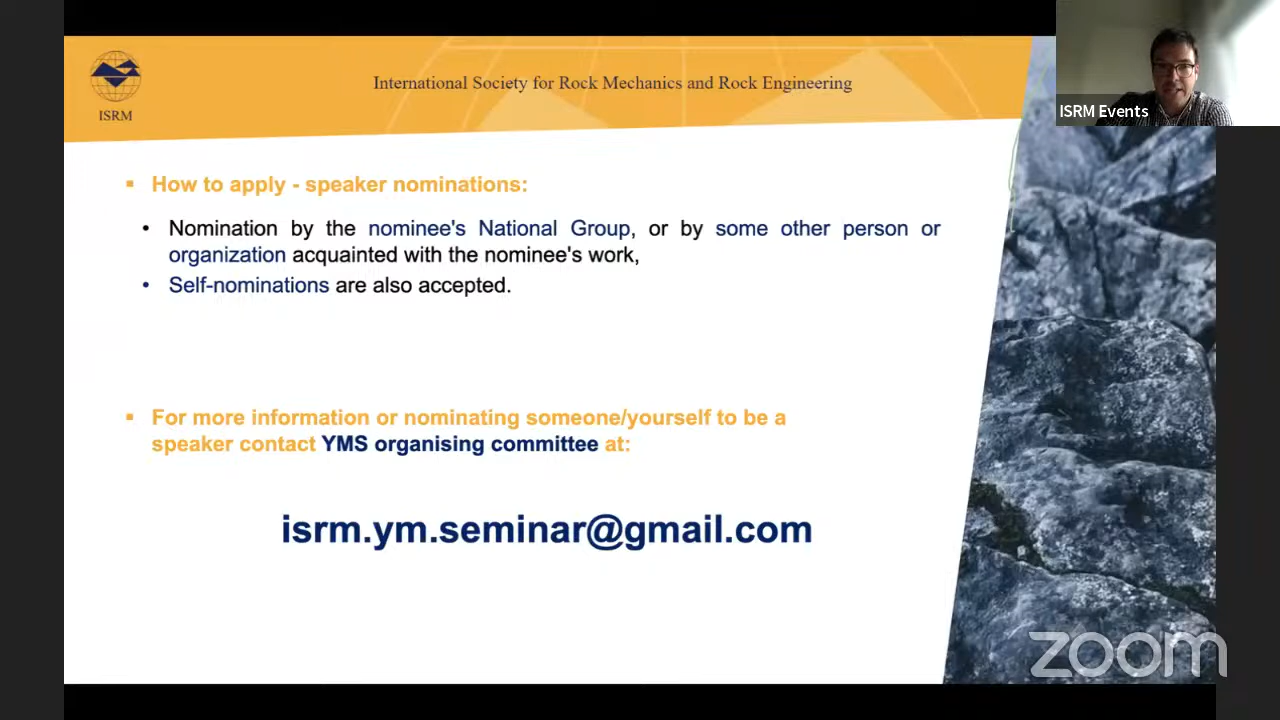 International Society for Rock Mechanics and Rock Engineering
ISRM
ISRM Events
▪ How to apply - speaker nominations:
• Nomination by the nominee's National Group, or by some other person or
organization acquainted with the nominee's work,
• Self-nominations are also accepted.
▪ For more information or nominating someone/yourself to be a
speaker contact YMS organising committee at:
isrm.ym.seminar@gmail.com
zoom